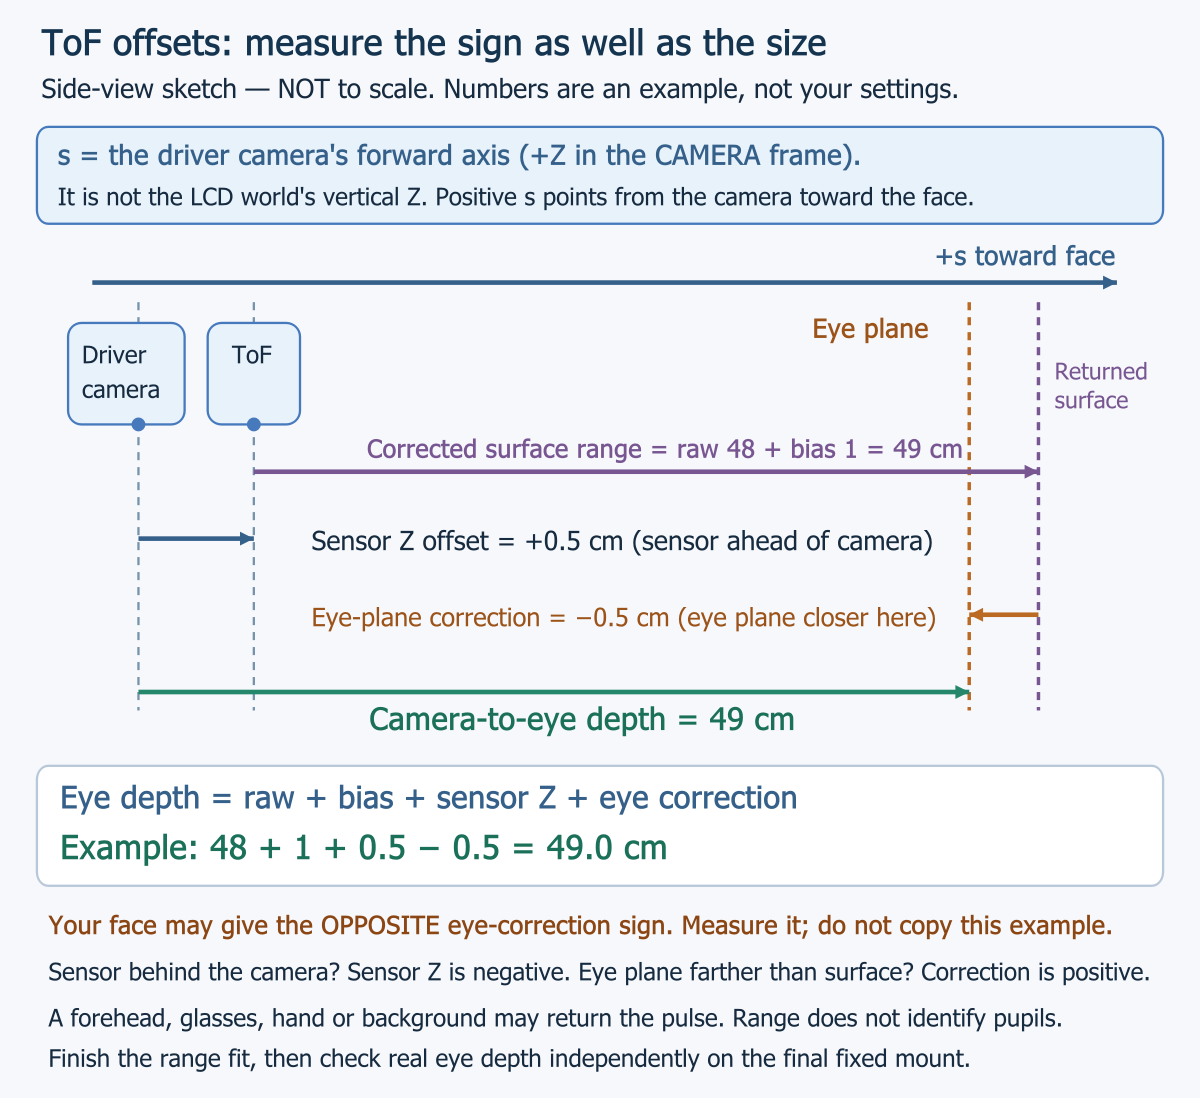 ToF offsets: measure the sign as well as the size
Side-view sketch — NOT to scale. Numbers are an example, not your settings.
s = the driver camera's forward axis (+Z in the CAMERA frame).
It is not the LCD world's vertical Z. Positive s points from the camera toward the face.
+s toward face
Driver
camera
ToF
Eye plane
Returned
surface
Corrected surface range = raw 48 + bias 1 = 49 cm
Sensor Z offset = +0.5 cm (sensor ahead of camera)
Eye-plane correction = −0.5 cm (eye plane closer here)
Camera-to-eye depth = 49 cm
Eye depth = raw + bias + sensor Z + eye correction
Example: 48 + 1 + 0.5 − 0.5 = 49.0 cm
Your face may give the OPPOSITE eye-correction sign. Measure it; do not copy this example.
Sensor behind the camera? Sensor Z is negative. Eye plane farther than surface? Correction is positive.
A forehead, glasses, hand or background may return the pulse. Range does not identify pupils.
Finish the range fit, then check real eye depth independently on the final fixed mount.